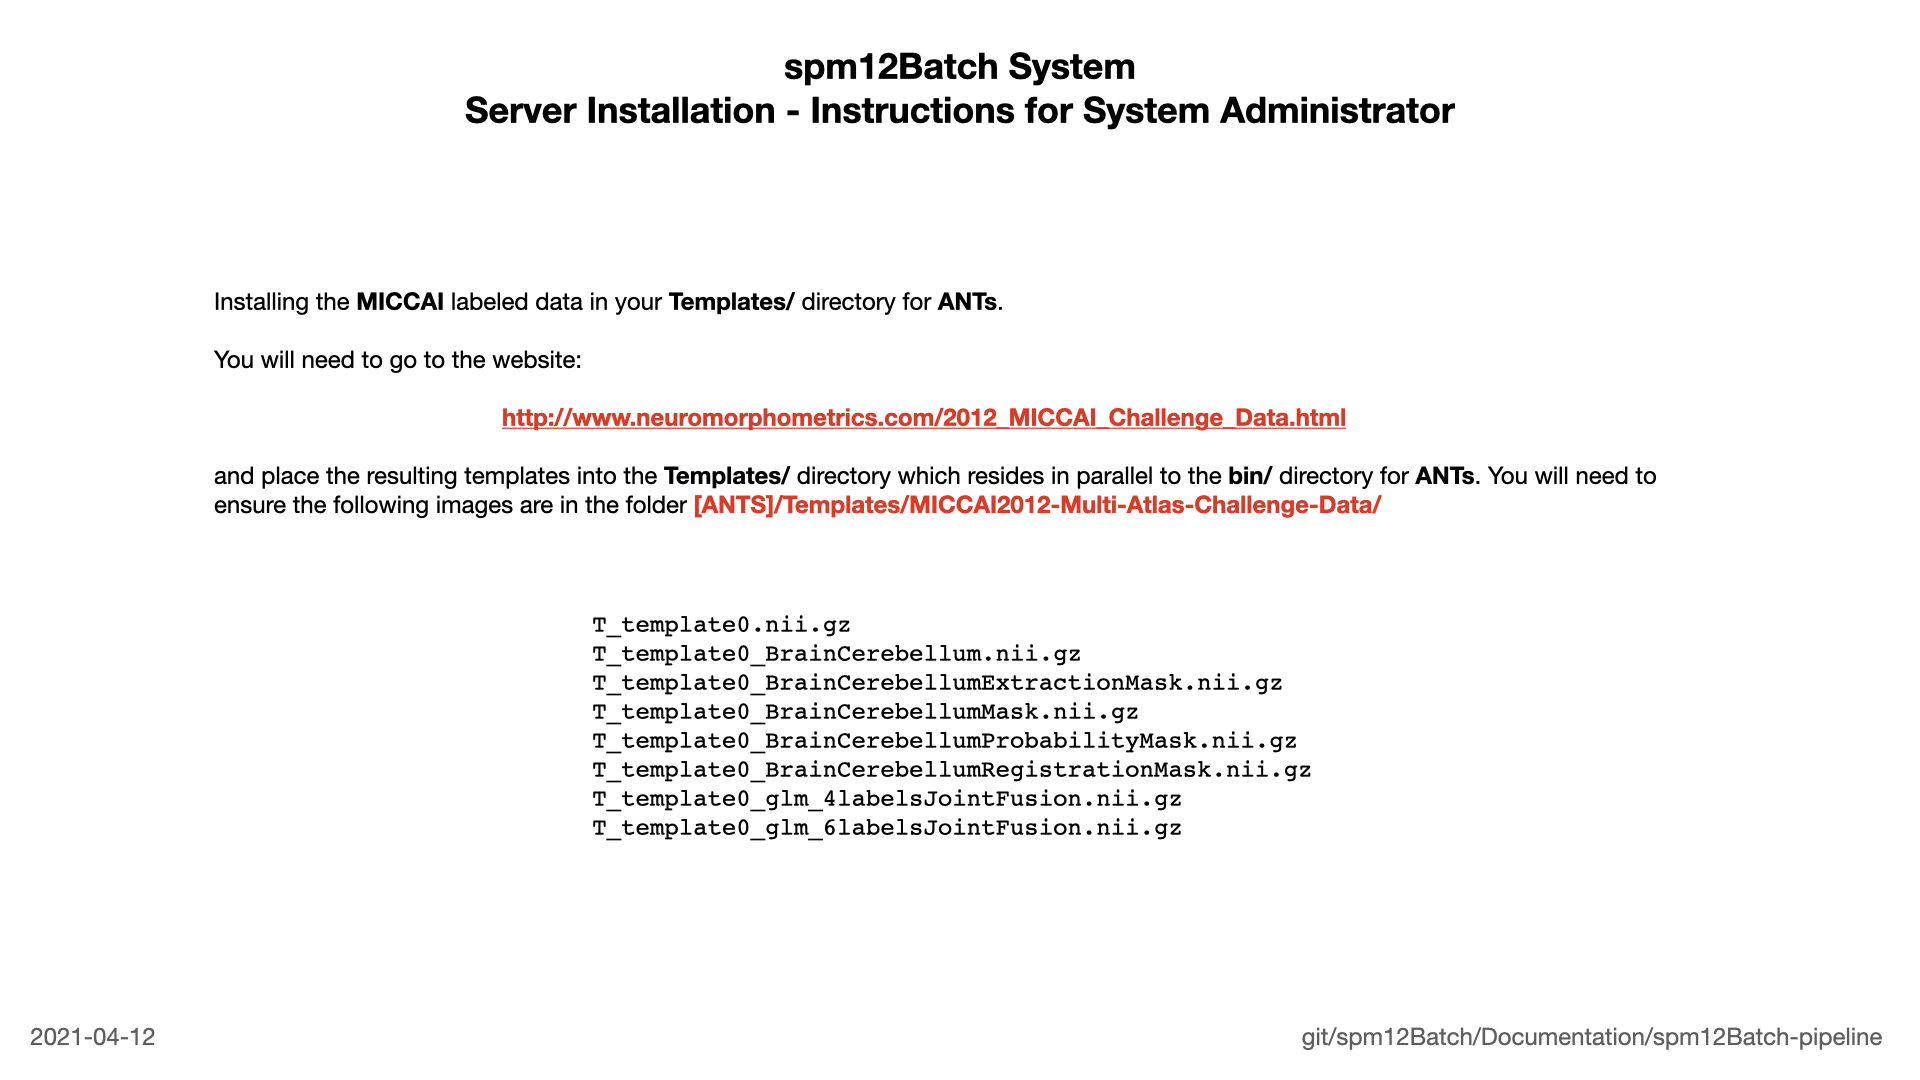 spm12Batch System
Server Installation - Instructions for System Administrator
Installing the MICCAI labeled data in your Templates/ directory for ANTs.
You will need to go to the website:
http://www.neuromorphometrics.com/2012_MICCAI_Challenge_Data.html
and place the resulting templates into the Templates/ directory which resides in parallel to the bin/ directory for ANTs. You will need to
ensure the following images are in the folder [ANTS]/Templates/MICCAI2012-Multi-Atlas-Challenge-Data/
T_template0.nii.gz
T_template0_BrainCerebellum.nii.gz
T_template0_BrainCerebellumExtractionMask.nii.gz
T_template0_BrainCerebellumMask.nii.gz
T_template0_BrainCerebellumProbabilityMask.nii.gz
T_template0_BrainCerebellumRegistrationMask.nii.gz
T_template0_glm_4labelsJointFusion.nii.gz
T_template0_glm_6labelsJointFusion.nii.gz
2021-04-12
git/spm12Batch/Documentation/spm12Batch-pipeline